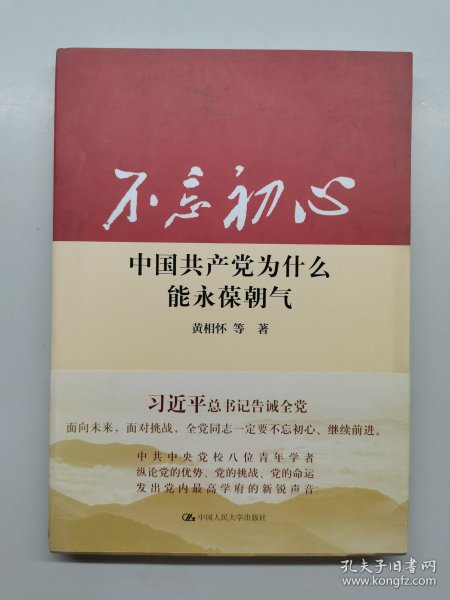 不忘初心
中国共产党为什么
能永葆朝气
黄相怀 等 著
习近平总书记告诫全党
面向未来，面对挑战，全党同志一定要不忘初心、继续前进。
中共中央党校八位青年学者
纵论党的优势、党的挑战、党的命运
发出党内最高学府的新锐声音
中国人民大学出版社
孔夫子旧书网
www.kongfz.com